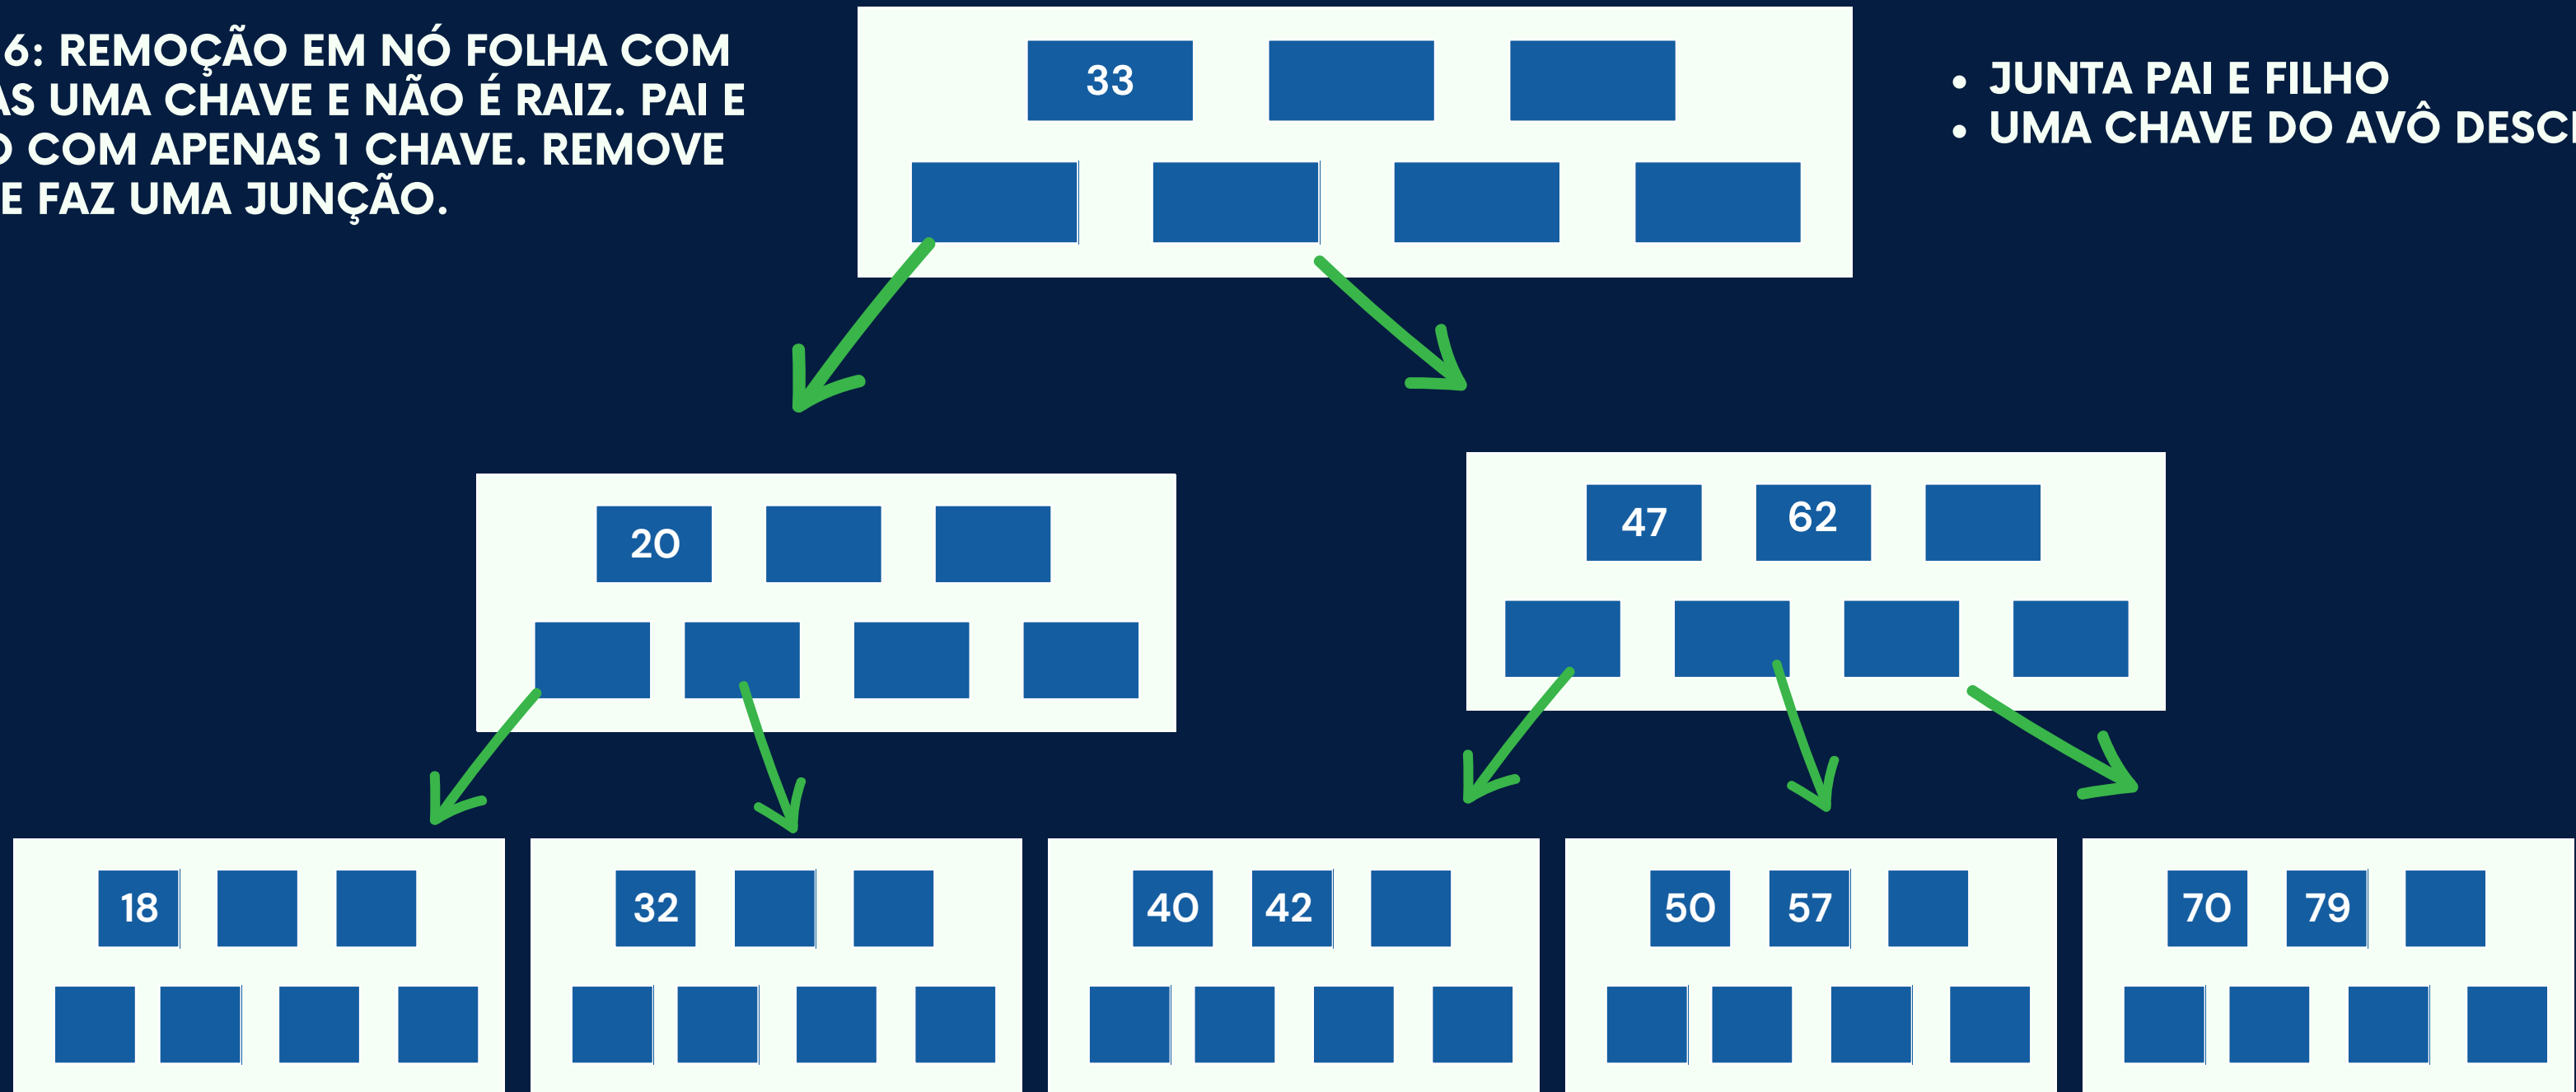 6: REMOÇÃO EM NÓ FOLHA COM
UMA CHAVE E NÃO É RAIZ. PAI E
COM APENAS 1 CHAVE. REMOVE
E FAZ UMA JUNÇÃO.
33
• JUNTA PAI E FILHO
• UMA CHAVE DO AVÔ
20
47 62
18
32
40 42
50 57
70 79